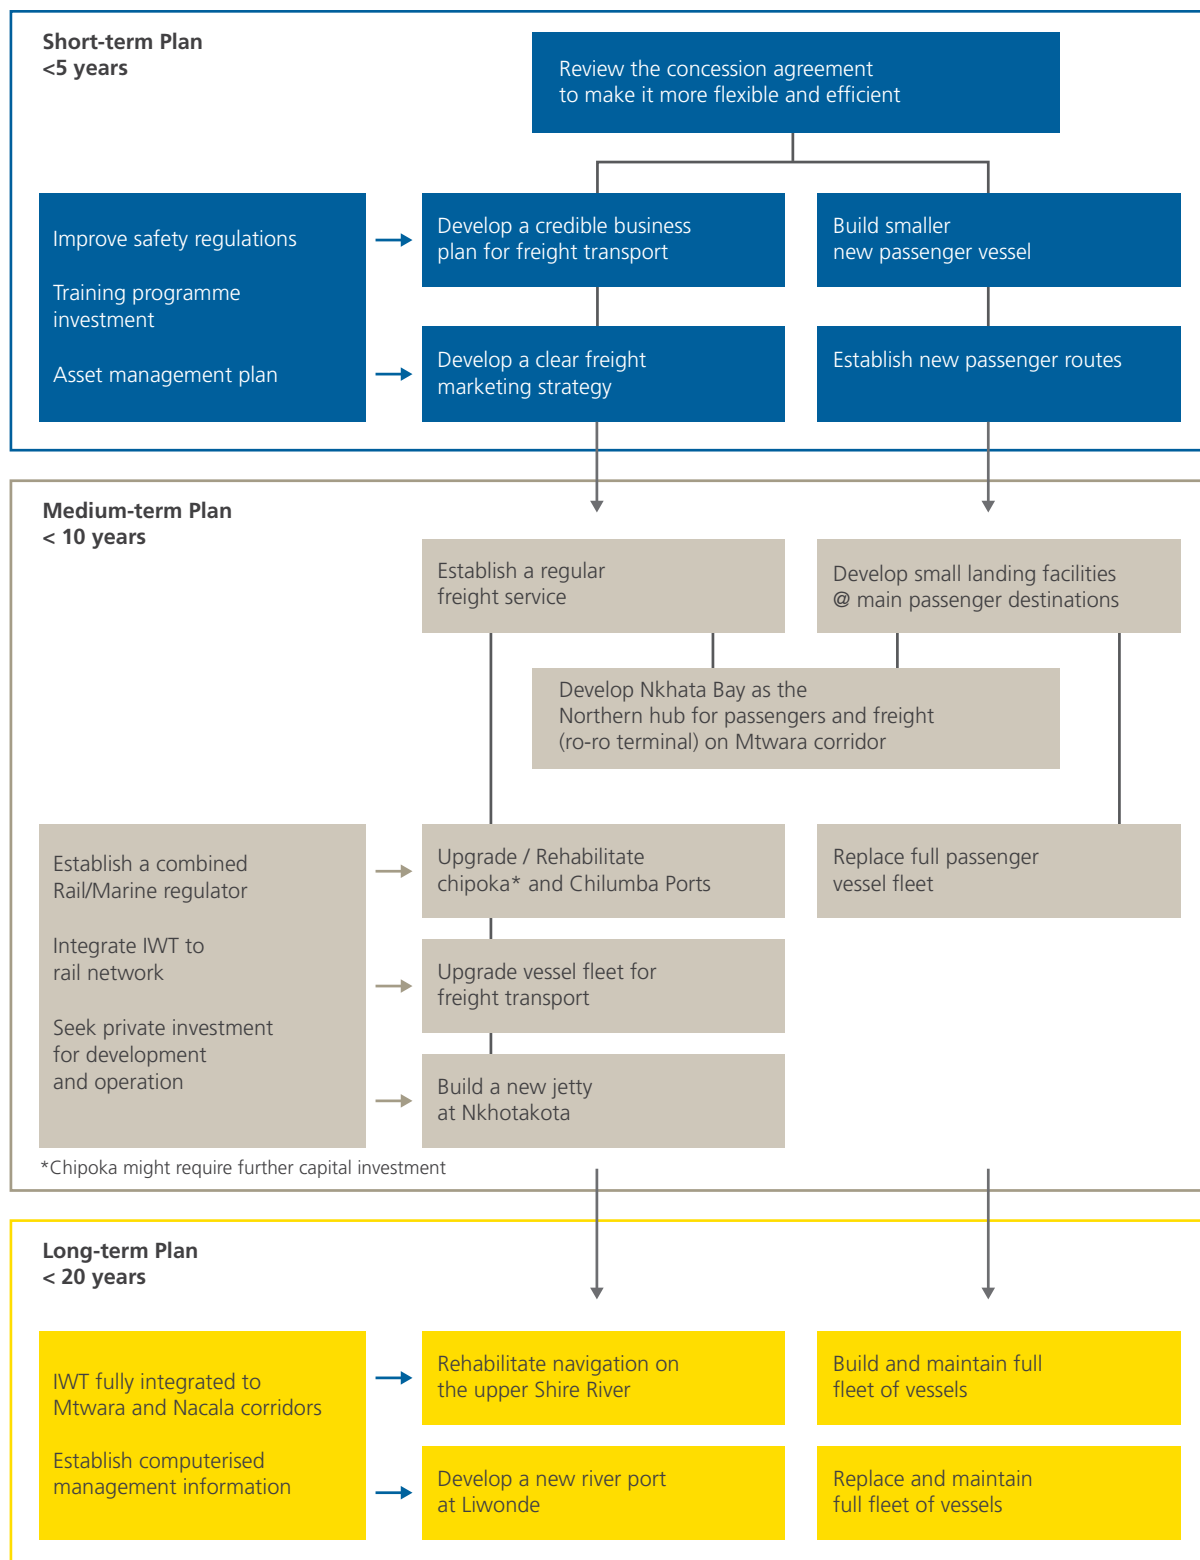 Short-term Plan
<5 years
Review the concession agreement
to make it more flexible and efficient
Improve safety regulations
Training programme
investment
Asset management plan
Develop a credible business
plan for freight transport
Build smaller
new passenger vessel
Develop a clear freight
marketing strategy
Establish new passenger routes
Medium-term Plan
< 10 years
Establish a regular
freight service
Develop small landing facilities
@ main passenger destinations
Develop Nkhata Bay as the
Northern hub for passengers and freight
(ro-ro terminal) on Mtwara corridor
Establish a combined
Rail/Marine regulator
Integrate IWT to
rail network
Seek private investment
for development
and operation
Upgrade / Rehabilitate
chipoka* and Chilumba Ports
Replace full passenger
vessel fleet
Upgrade vessel fleet for
freight transport
Build a new jetty
at Nkhotakota
*Chipoka might require further capital investment
Long-term Plan
< 20 years
IWT fully integrated to
Mtwara and Nacala corridors
Establish computerised
management information
Rehabilitate navigation on
the upper Shire River
Build and maintain full
fleet of vessels
Develop a new river port
at Liwonde
Replace and maintain
full fleet of vessels